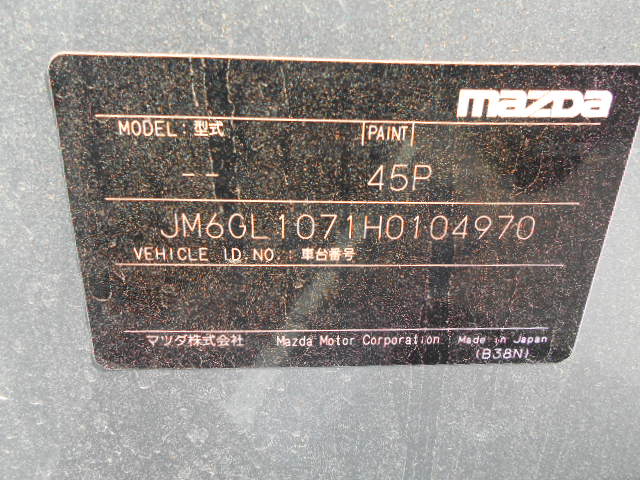 mazda
MODEL : 型式 PAINT
-- 45P
JM6GL1071H0104970
VEHICLE I.D.NO. : 車台番号
マツダ株式会社 Mazda Motor Corporation Made in Japan
(B38N)